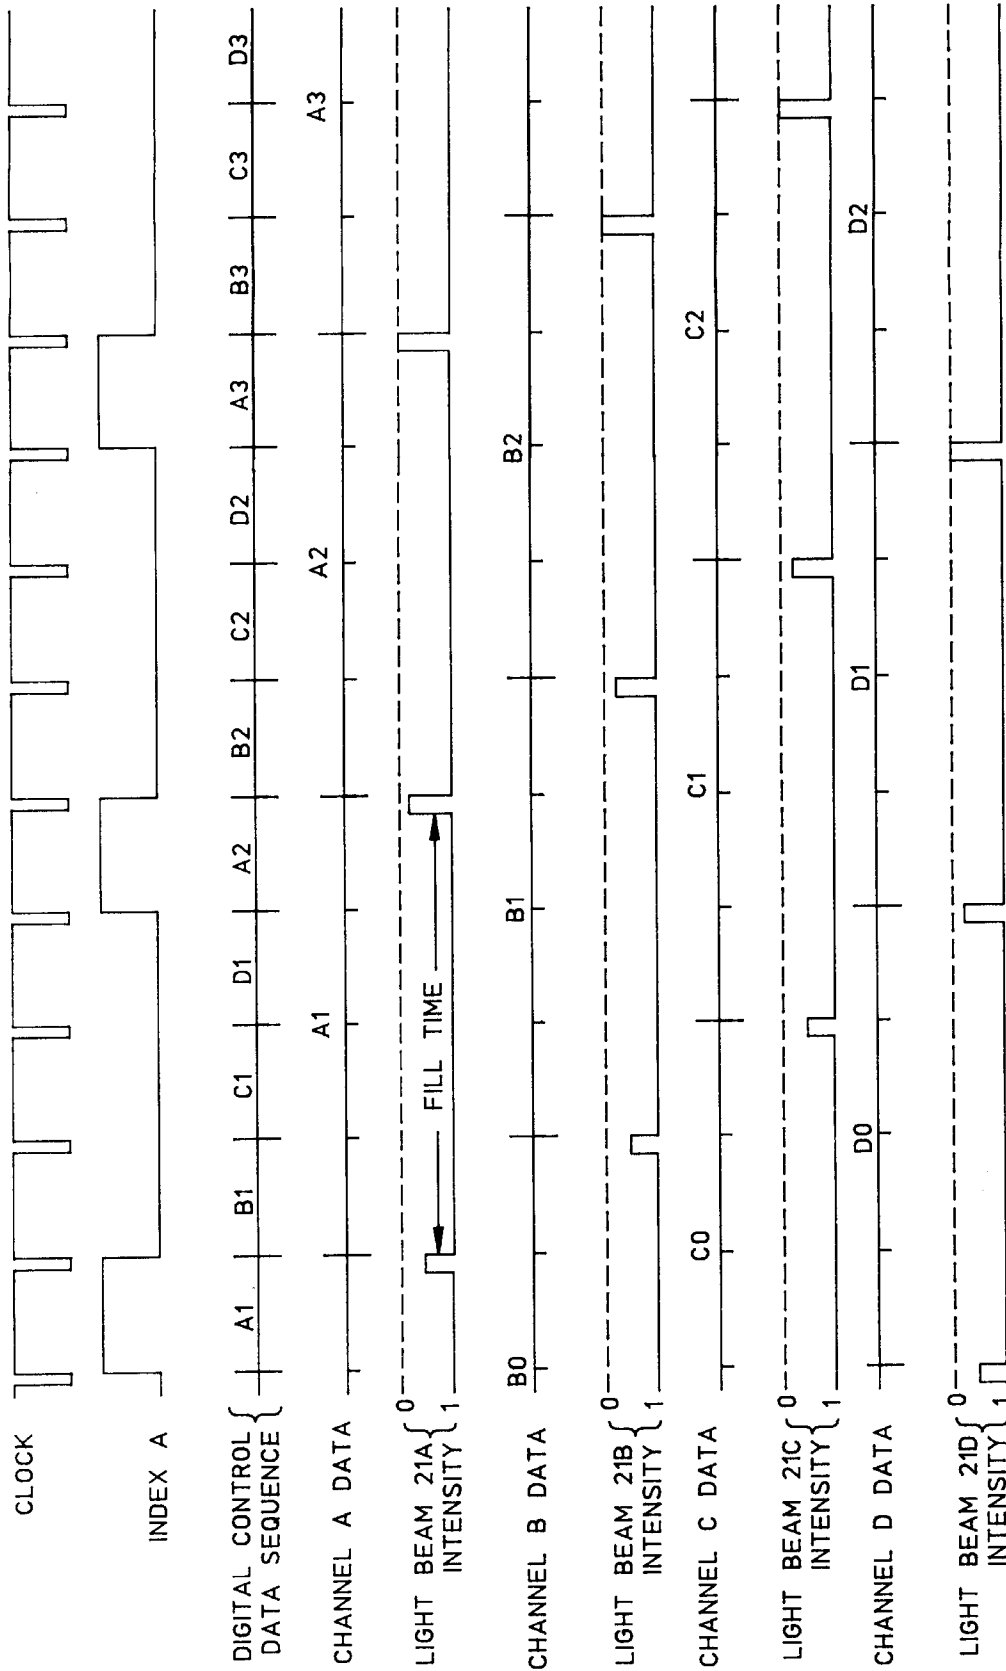 CLOCK
INDEX A
DIGITAL CONTROL
DATA SEQUENCE
A1 B1 C1 D1 A2 B2 C2 D2 A3 B3 C3 D3
CHANNEL A DATA
A1 A2 A3
LIGHT BEAM 21A
INTENSITY
0
1
FILL TIME
CHANNEL B DATA
B0 B1 B2
LIGHT BEAM 21B
INTENSITY
0
1
CHANNEL C DATA
C0 C1 C2
LIGHT BEAM 21C
INTENSITY
0
1
CHANNEL D DATA
D0 D1 D2
LIGHT BEAM 21D
INTENSITY
0
1